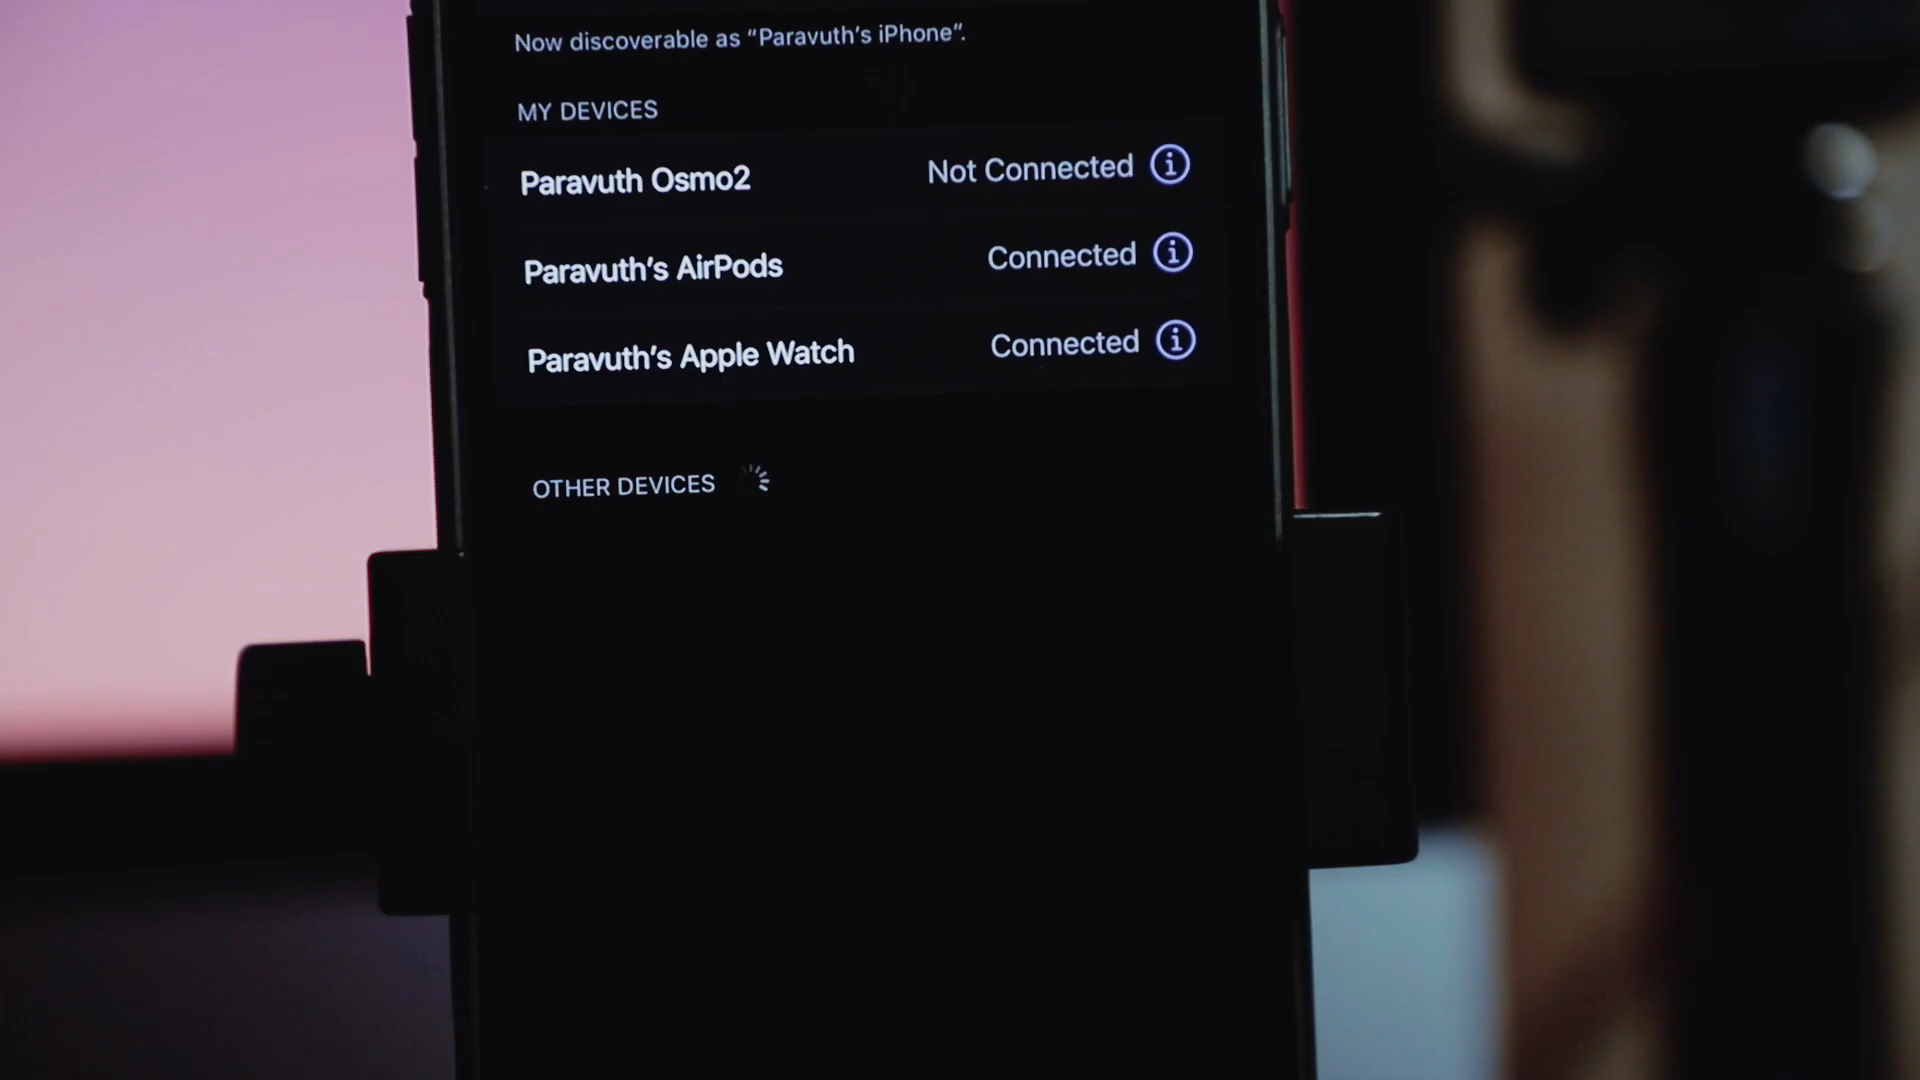 Now discoverable as “Paravuth’s iPhone”.
MY DEVICES
Paravuth Osmo2 Not Connected
Paravuth’s AirPods Connected
Paravuth’s Apple Watch Connected
OTHER DEVICES